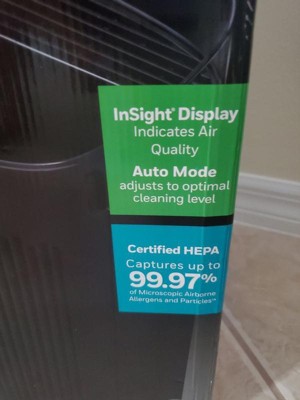 InSight® Display
Indicates Air
Quality
Auto Mode
adjusts to optimal
cleaning level
Certified HEPA
Captures up to
99.97%
of Microscopic Airborne
Allergens and Particles**